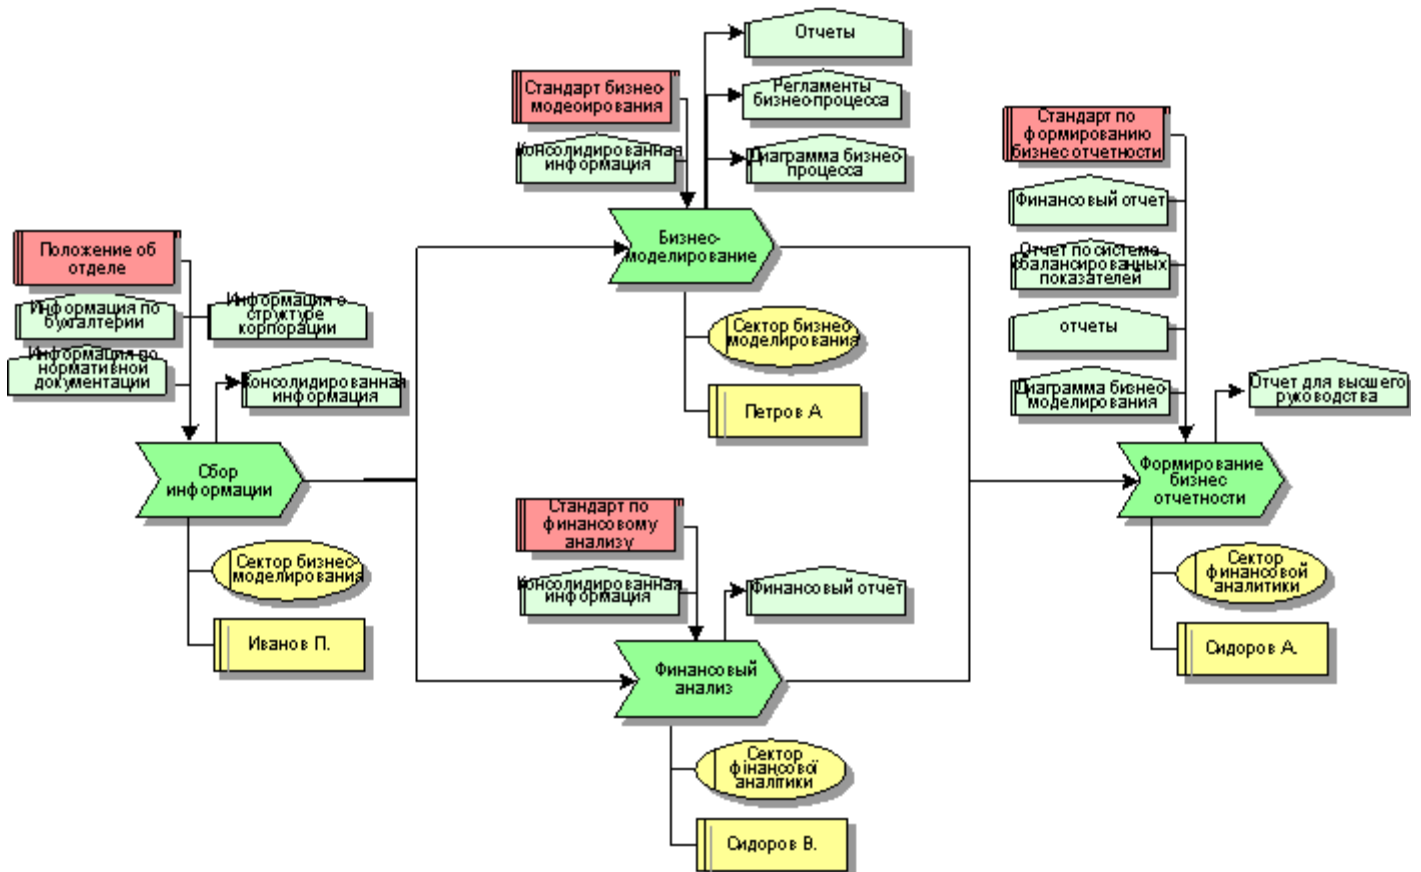 Отчеты
Стандарт бизнес-
модеоирования
Регламенты
бизнес-процесса
Консолидированная
информация
Диаграмма бизнес-
процесса
Бизнес-
моделирование
Сектор бизнес-
моделирования
Петров А.
Положение об
отделе
Информация по
бухгалтерии
Информация о
структуре
корпорации
Информация по
нормативной
документации
Консолидированная
информация
Сбор
информации
Сектор бизнес-
моделирования
Иванов П.
Стандарт по
финансовому
анализу
Консолидированная
информация
Финансовый отчет
Финансовый
анализ
Сектор
фінансової
аналітики
Сидоров В.
Стандарт по
формированию
бизнес отчетности
Финансовый отчет
Отчет по системе
сбалансированных
показателей
отчеты
Диаграмма бизнес-
моделирования
Отчет для высшего
руководства
Формирование
бизнес
отчетности
Сектор
финансовой
аналитики
Сидоров А.